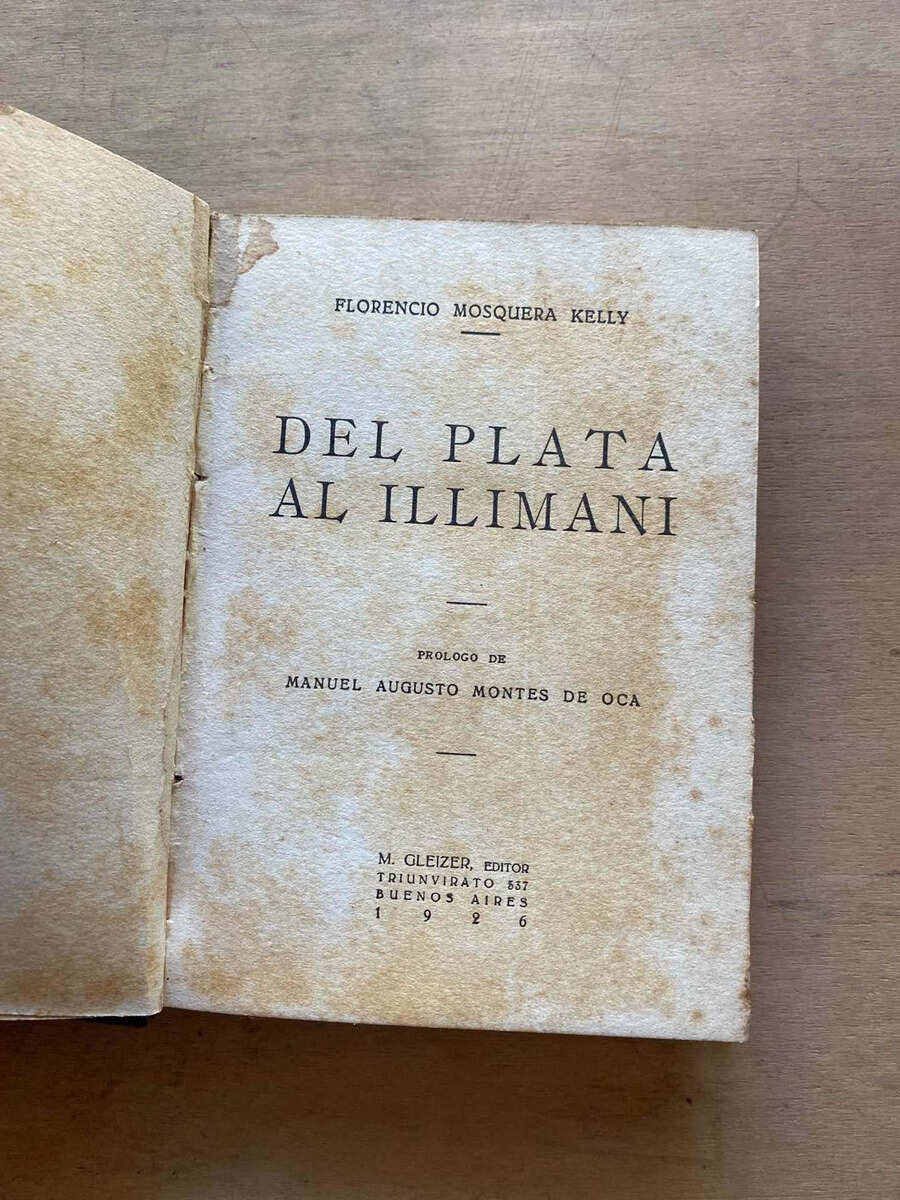 FLORENCIO MOSQUERA KELLY
DEL PLATA
AL ILLIMANI
PROLOGO DE
MANUEL AUGUSTO MONTES DE OCA
M. GLEIZER, EDITOR
TRIUNVIRATO 537
BUENOS AIRES
1 9 2 6